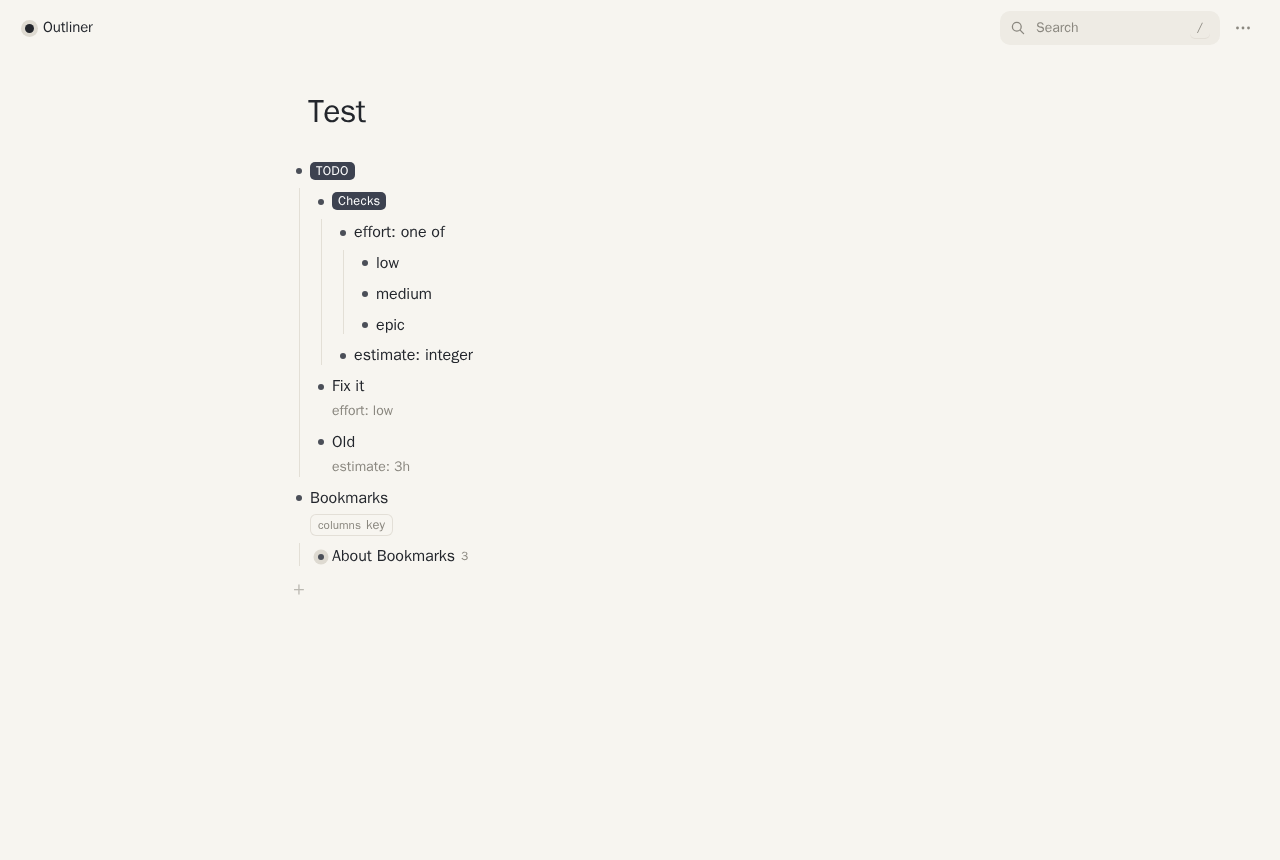 Outliner
Search /
Test
TODO
Checks
effort: one of
low
medium
epic
estimate: integer
Fix it
effort: low
Old
estimate: 3h
Bookmarks
columns key
About Bookmarks 3
+